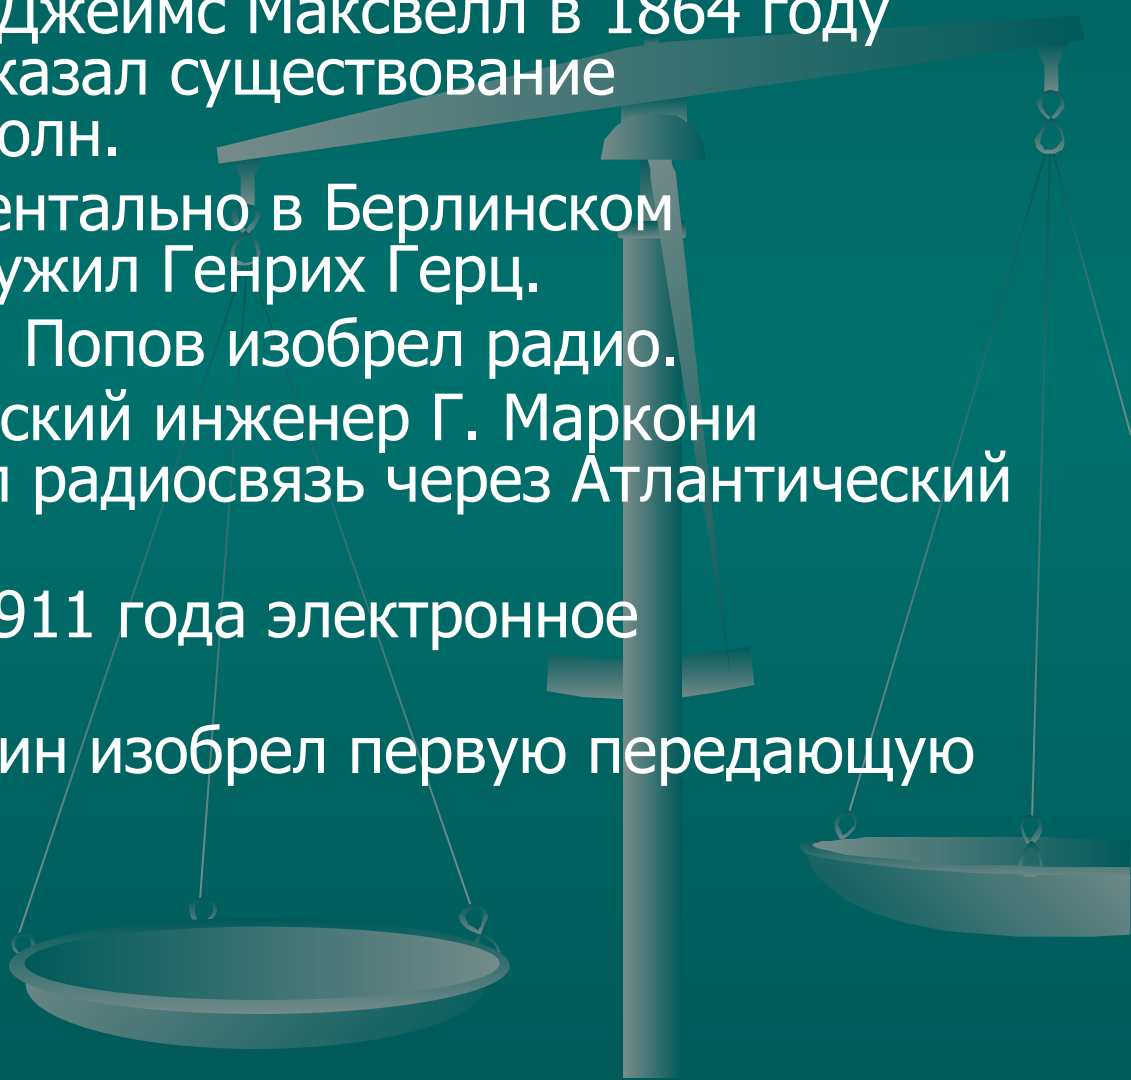 Джеймс Максвелл в 1864 году
казал существование
олн.
ентально в Берлинском
ужил Генрих Герц.
Попов изобрел радио.
ский инженер Г. Маркони
л радиосвязь через Атлантический
911 года электронное
ин изобрел первую передающую